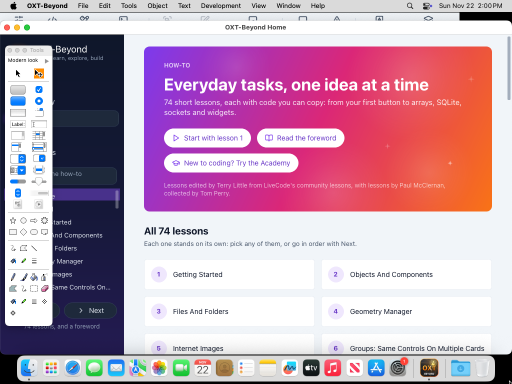 OXT-Beyond File Edit Tools Object Text Development View Window Help Sun Nov 22 2:00PM
OXT-Beyond Home
Tools
Modern look
Label
-Beyond
earn, explore, build
the how-to
Started
And Components
Folders
y Manager
mages
Same Controls On...
Next
74 lessons, and a foreword
HOW-TO
Everyday tasks, one idea at a time
74 short lessons, each with code you can copy: from your first button to arrays, SQLite,
sockets and widgets.
Start with lesson 1
Read the foreword
New to coding? Try the Academy
Lessons edited by Terry Little from LiveCode's community lessons, with lessons by Paul McClernan,
collected by Tom Perry.
All 74 lessons
Each one stands on its own: pick any of them, or go in order with Next.
1 Getting Started
2 Objects And Components
3 Files And Folders
4 Geometry Manager
5 Internet Images
6 Groups: Same Controls On Multiple Cards
NOV
22
tv
OXT